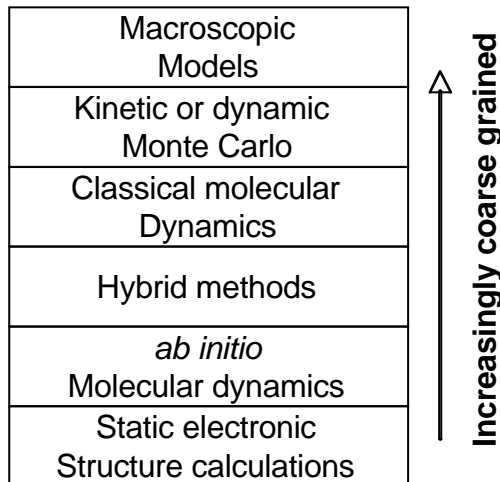 Macroscopic
Models
Kinetic or dynamic
Monte Carlo
Classical molecular
Dynamics
Hybrid methods
ab initio
Molecular dynamics
Static electronic
Structure calculations
Increasingly coarse grained